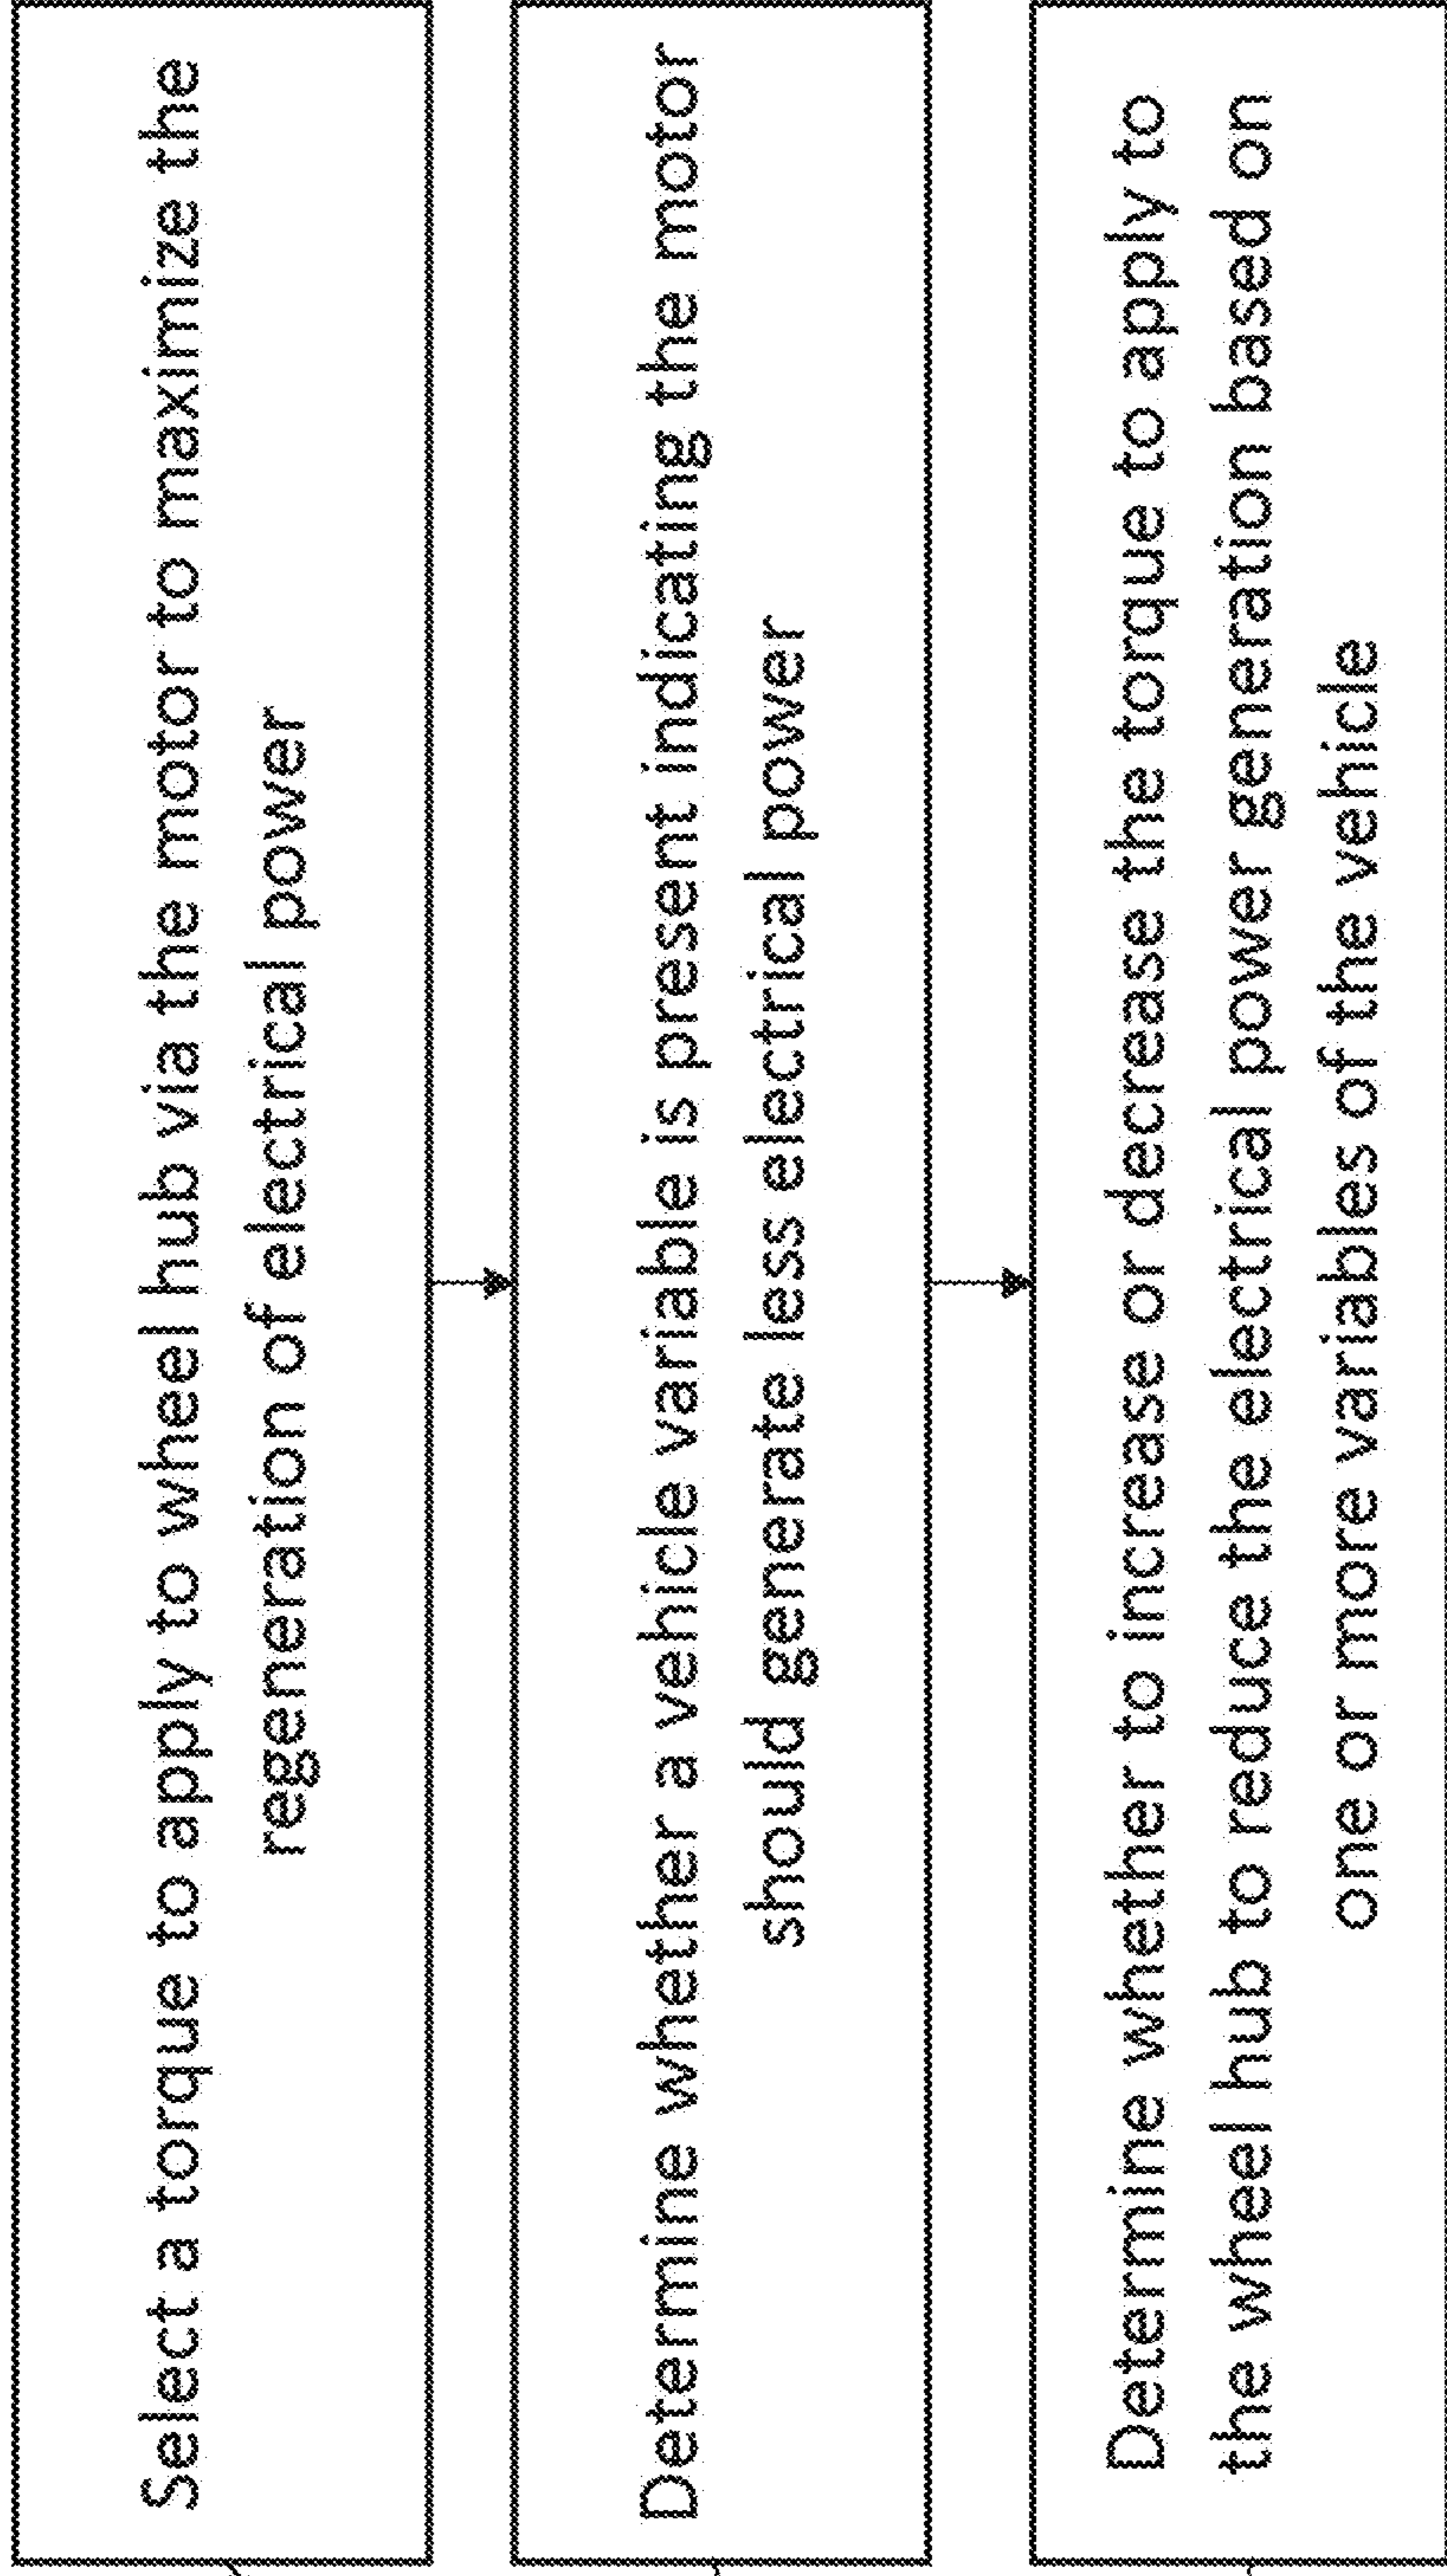 Select a torque to apply to wheel hub via the motor to maximize the
regeneration of electrical power
Determine whether a vehicle variable is present indicating the motor
should generate less electrical power
Determine whether to increase or decrease the torque to apply to
the wheel hub to reduce the electrical power generation based on
one or more variables of the vehicle